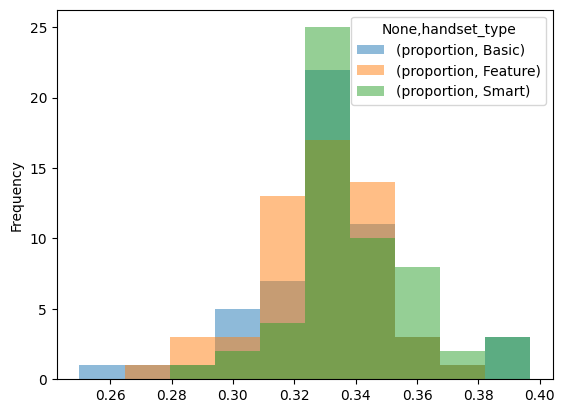 None,handset_type
(proportion, Basic)
(proportion, Feature)
(proportion, Smart)
Frequency
25
20
15
10
5
0
0.26 0.28 0.30 0.32 0.34 0.36 0.38 0.40